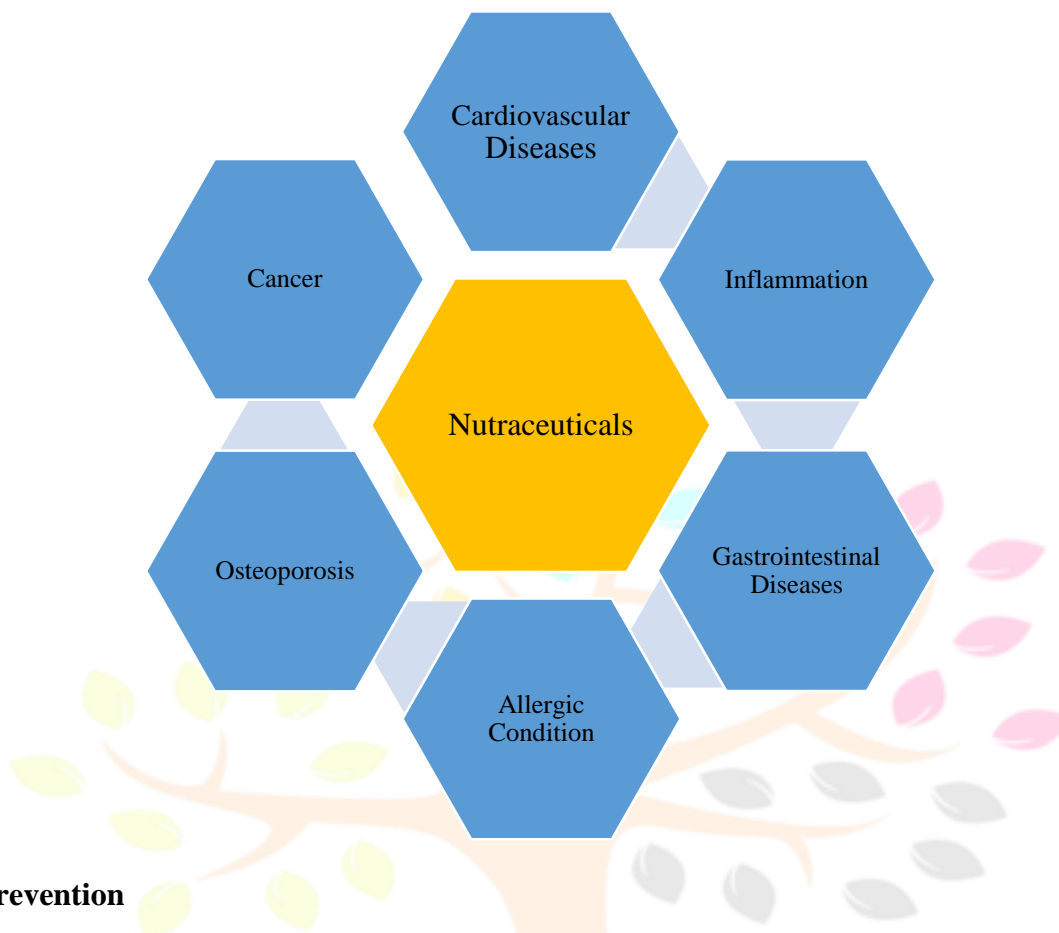 Cardiovascular
Diseases
Cancer
Inflammation
Nutraceuticals
Osteoporosis
Gastrointestinal
Diseases
Allergic
Condition
revention